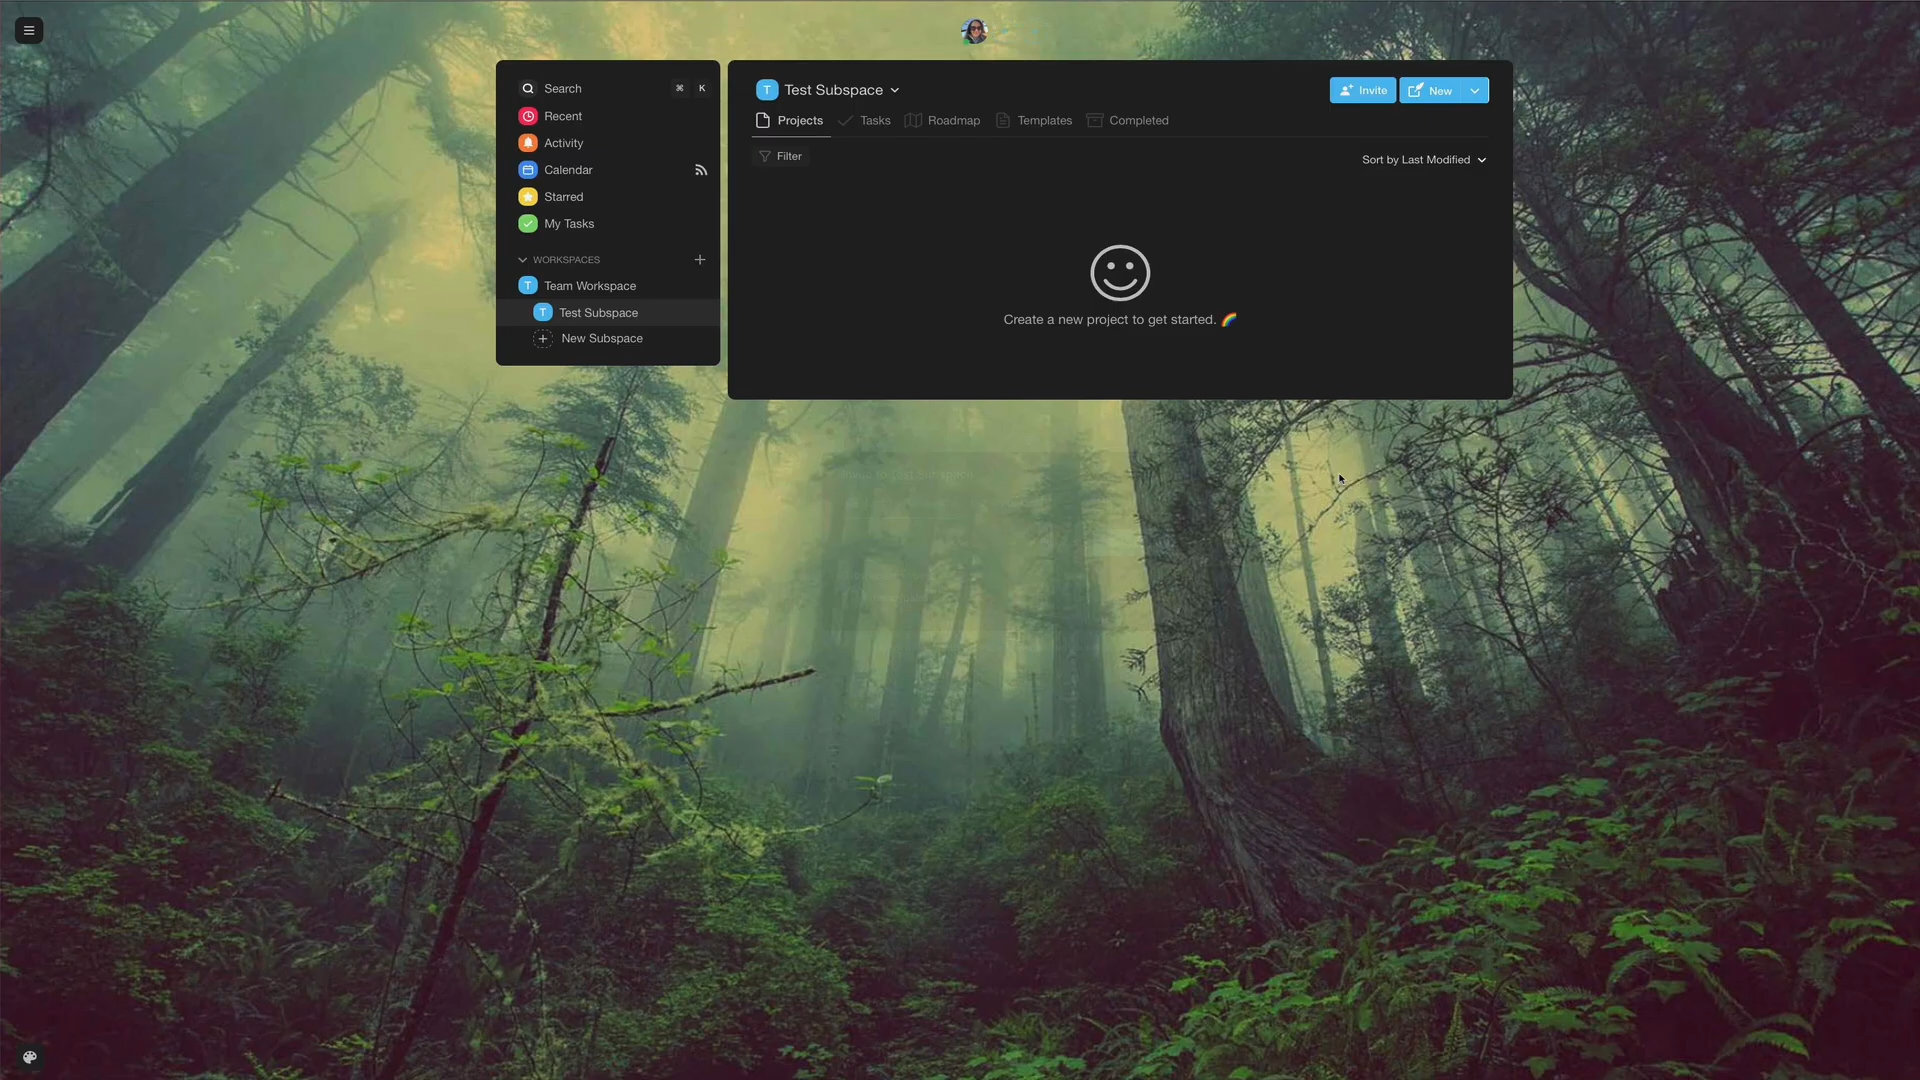 Search ⌘ K
Recent
Activity
Calendar
Starred
My Tasks
WORKSPACES
T Team Workspace
T Test Subspace
New Subspace
T Test Subspace
Invite
New
Projects
Tasks
Roadmap
Templates
Completed
Filter
Sort by Last Modified
Create a new project to get started. 🌈